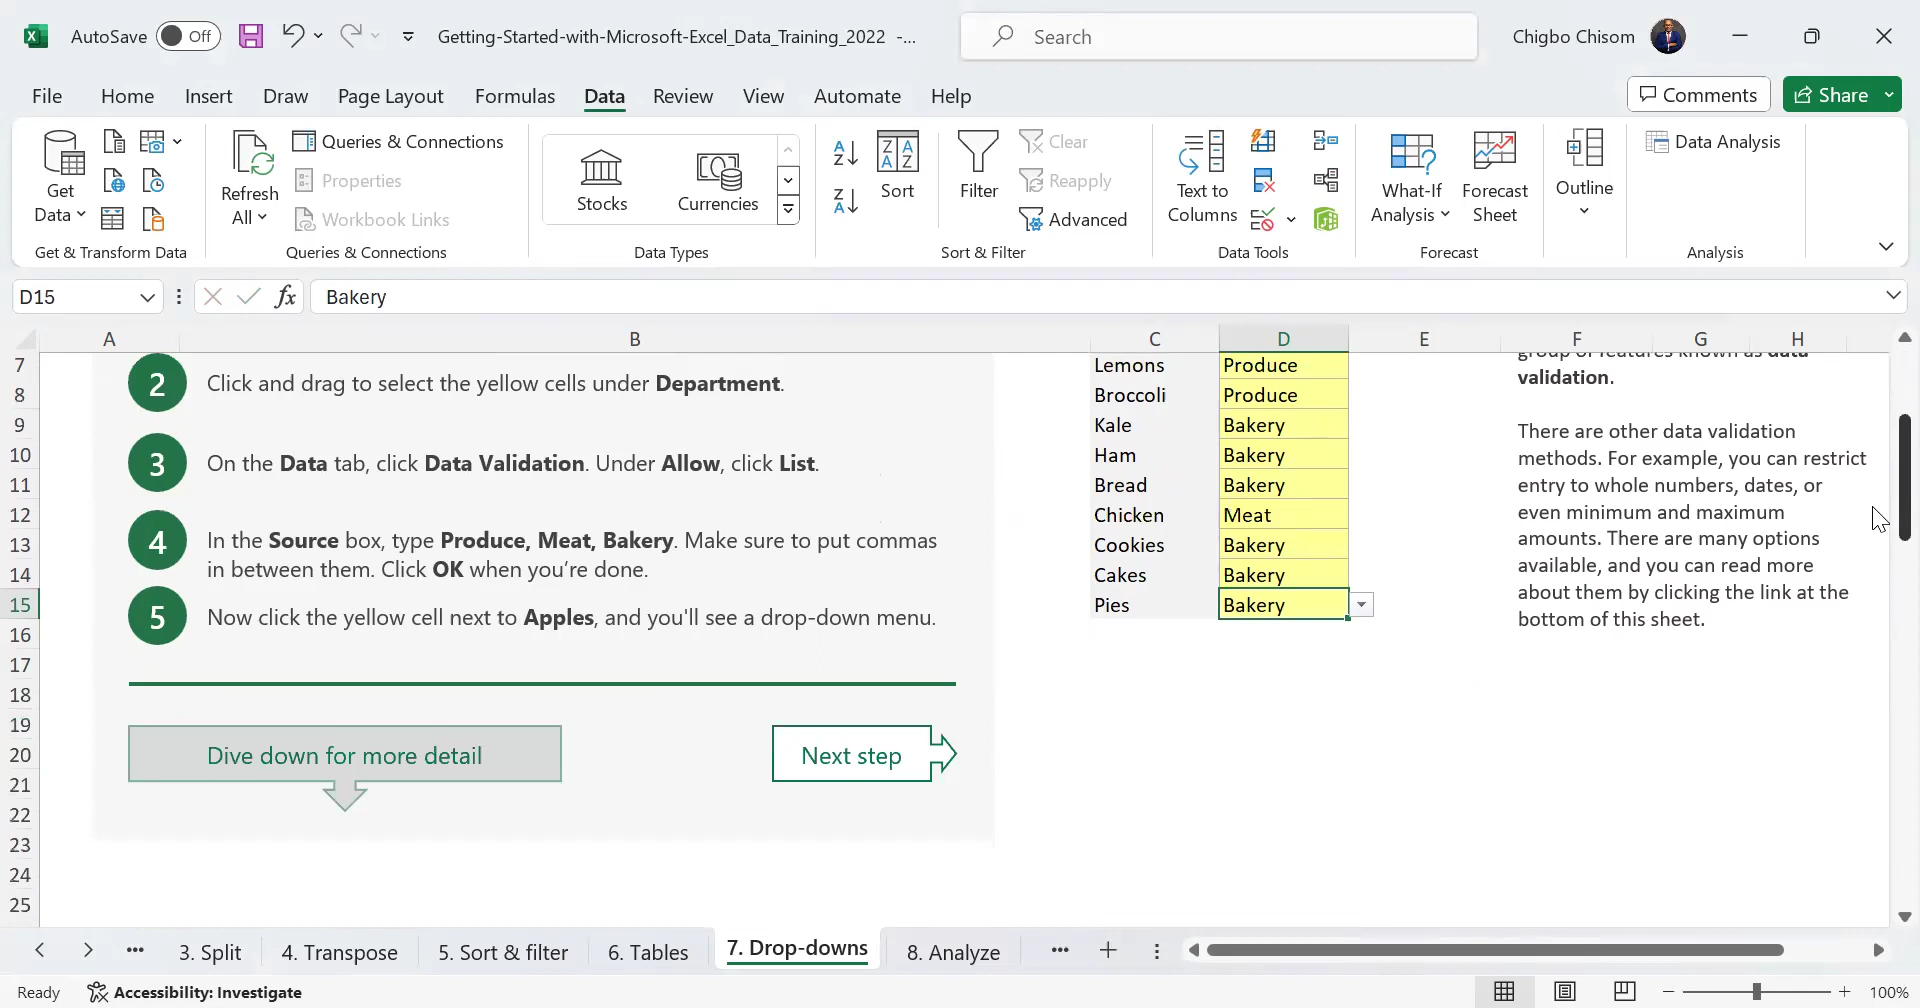 AutoSave Off Getting-Started-with-Microsoft-Excel_Data_Training_2022 -... Search Chigbo Chisom
File Home Insert Draw Page Layout Formulas Data Review View Automate Help Comments Share
Get Data
Refresh All
Queries & Connections
Properties
Workbook Links
Stocks Currencies
Sort
Filter
Clear
Reapply
Advanced
Text to Columns
What-If Analysis
Forecast Sheet
Outline
Data Analysis
Get & Transform Data Queries & Connections Data Types Sort & Filter Data Tools Forecast Analysis
D15 fx Bakery
A B C D E F G H
7
8
9
10
11
12
13
14
15
16
17
18
19
20
21
22
23
24
25
2 Click and drag to select the yellow cells under Department.
3 On the Data tab, click Data Validation. Under Allow, click List.
4 In the Source box, type Produce, Meat, Bakery. Make sure to put commas
in between them. Click OK when you're done.
5 Now click the yellow cell next to Apples, and you'll see a drop-down menu.
Dive down for more detail
Next step
Lemons Produce
Broccoli Produce
Kale Bakery
Ham Bakery
Bread Bakery
Chicken Meat
Cookies Bakery
Cakes Bakery
Pies Bakery
group of features known as data
validation.
There are other data validation
methods. For example, you can restrict
entry to whole numbers, dates, or
even minimum and maximum
amounts. There are many options
available, and you can read more
about them by clicking the link at the
bottom of this sheet.
3. Split 4. Transpose 5. Sort & filter 6. Tables 7. Drop-downs 8. Analyze
Ready Accessibility: Investigate 100%